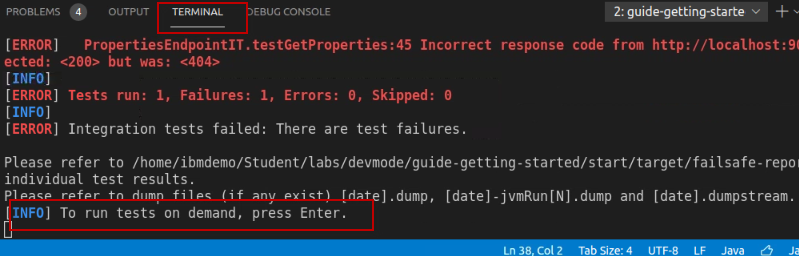 PROBLEMS 4 OUTPUT TERMINAL DEBUG CONSOLE 2: guide-getting-starte
[ERROR] PropertiesEndpointIT.testGetProperties:45 Incorrect response code from http://localhost:90
ected: <200> but was: <404>
[INFO]
[ERROR] Tests run: 1, Failures: 1, Errors: 0, Skipped: 0
[INFO]
[ERROR] Integration tests failed: There are test failures.
Please refer to /home/ibmdemo/Student/labs/devmode/guide-getting-started/start/target/failsafe-repo
individual test results.
Please refer to dump files (if any exist) [date].dump, [date]-jvmRun[N].dump and [date].dumpstream.
[INFO] To run tests on demand, press Enter.
Ln 38, Col 2 Tab Size: 4 UTF-8 LF Java Ja